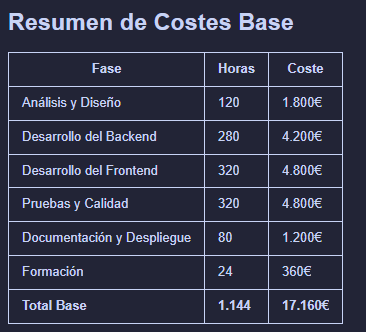 Resumen de Costes Base
Fase Horas Coste
Análisis y Diseño 120 1.800€
Desarrollo del Backend 280 4.200€
Desarrollo del Frontend 320 4.800€
Pruebas y Calidad 320 4.800€
Documentación y Despliegue 80 1.200€
Formación 24 360€
Total Base 1.144 17.160€